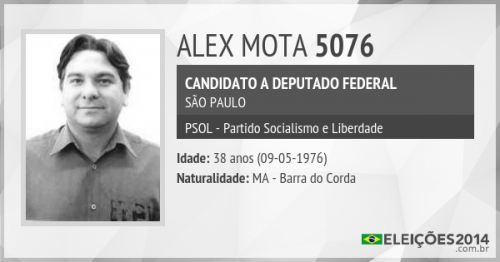 ALEX MOTA 5076
CANDIDATO A DEPUTADO FEDERAL
SÃO PAULO
PSOL - Partido Socialismo e Liberdade
Idade: 38 anos (09-05-1976)
Naturalidade: MA - Barra do Corda
ELEIÇÕES2014
.com.br